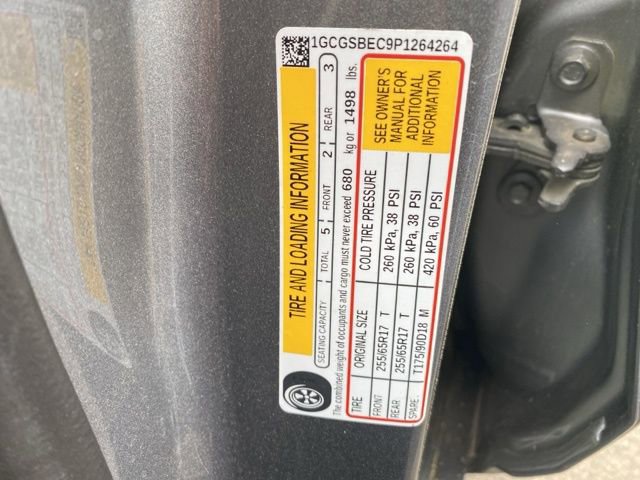 1GCGSBEC9P1264264
TIRE AND LOADING INFORMATION
SEATING CAPACITY TOTAL 5 FRONT 2 REAR 3
The combined weight of occupants and cargo must never exceed 680 kg or 1498 lbs.
TIRE ORIGINAL SIZE COLD TIRE PRESSURE
FRONT 255/65R17 T 260 kPa, 38 PSI
REAR 255/65R17 T 260 kPa, 38 PSI
SPARE T175/90D18 M 420 kPa, 60 PSI
SEE OWNER'S
MANUAL FOR
ADDITIONAL
INFORMATION